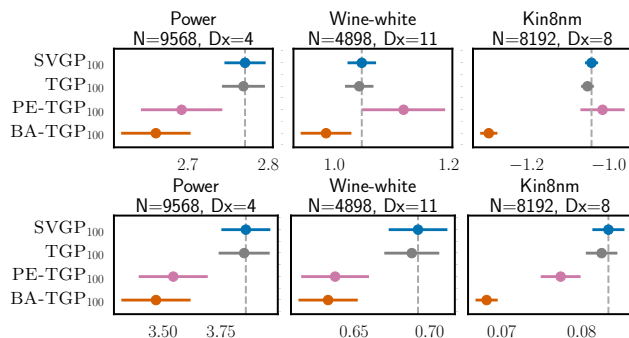 Power Wine-white Kin8nm
N=9568, Dx=4 N=4898, Dx=11 N=8192, Dx=8
SVGP100
TGP100
PE-TGP100
BA-TGP100
2.7 2.8 1.0 1.2 −1.2 −1.0
Power Wine-white Kin8nm
N=9568, Dx=4 N=4898, Dx=11 N=8192, Dx=8
SVGP100
TGP100
PE-TGP100
BA-TGP100
3.50 3.75 0.65 0.70 0.07 0.08